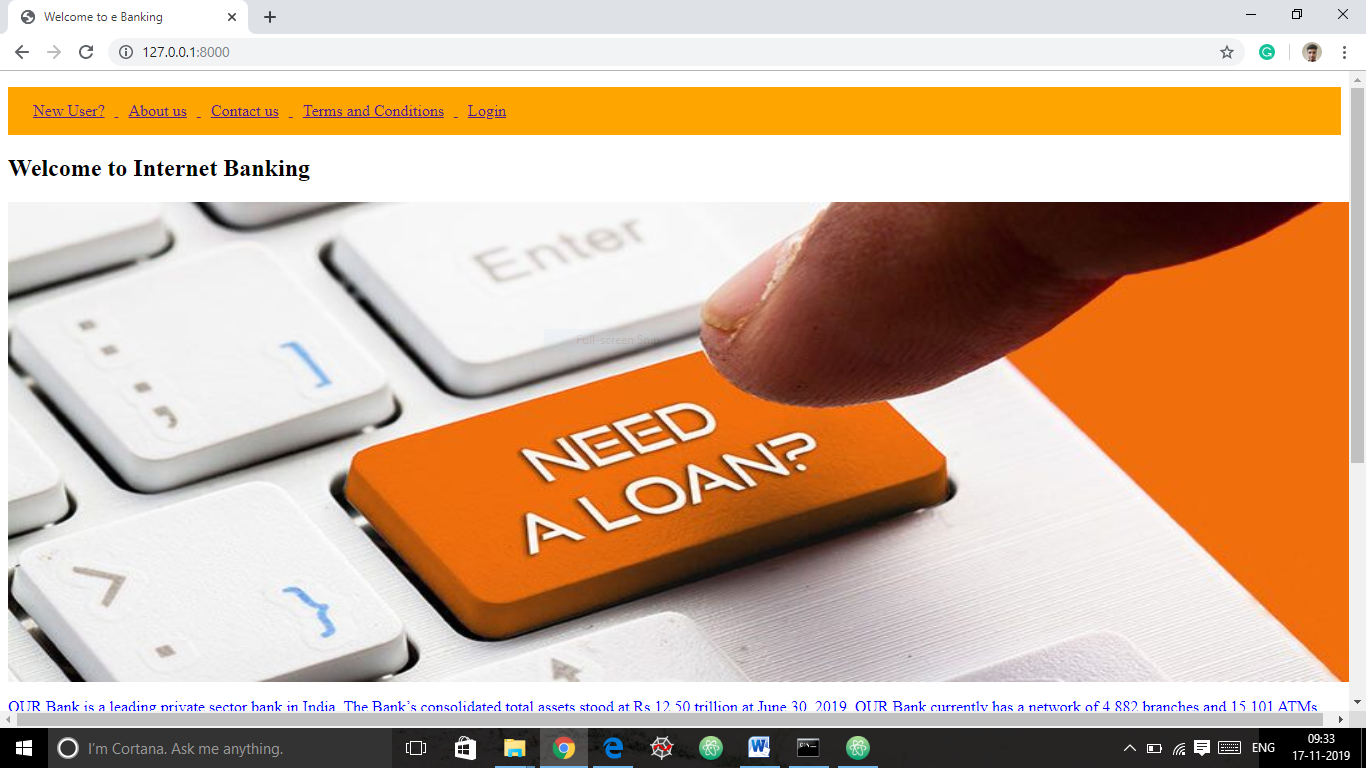 Welcome to e Banking
127.0.0.1:8000
New User? About us Contact us Terms and Conditions Login
Welcome to Internet Banking
Enter
Full-screen Snip
NEED
A LOAN?
OUR Bank is a leading private sector bank in India. The Bank’s consolidated total assets stood at Rs 12.50 trillion at June 30, 2019. OUR Bank currently has a network of 4,882 branches and 15,101 ATMs
I'm Cortana. Ask me anything.
ENG
09:33
17-11-2019